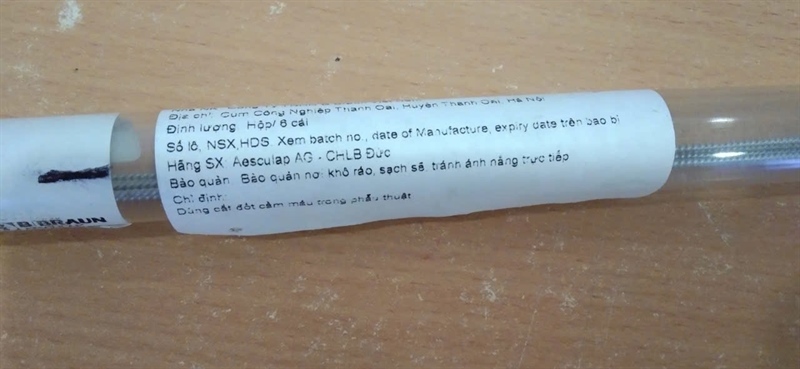 Địa chỉ: Cụm Công Nghiệp Thanh Oai, Huyện Thanh Oai, Hà Nội
Định lượng Hộp/ 6 cái
Số lô, NSX,HDS Xem batch no., date of Manufacture, expiry date trên bao bì
Hãng SX: Aesculap AG - CHLB Đức
Bảo quản Bảo quản nơi khô ráo, sạch sẽ, tránh ánh nắng trực tiếp
Chỉ định:
Dùng cắt đốt cầm máu trong phẫu thuật
BRAUN